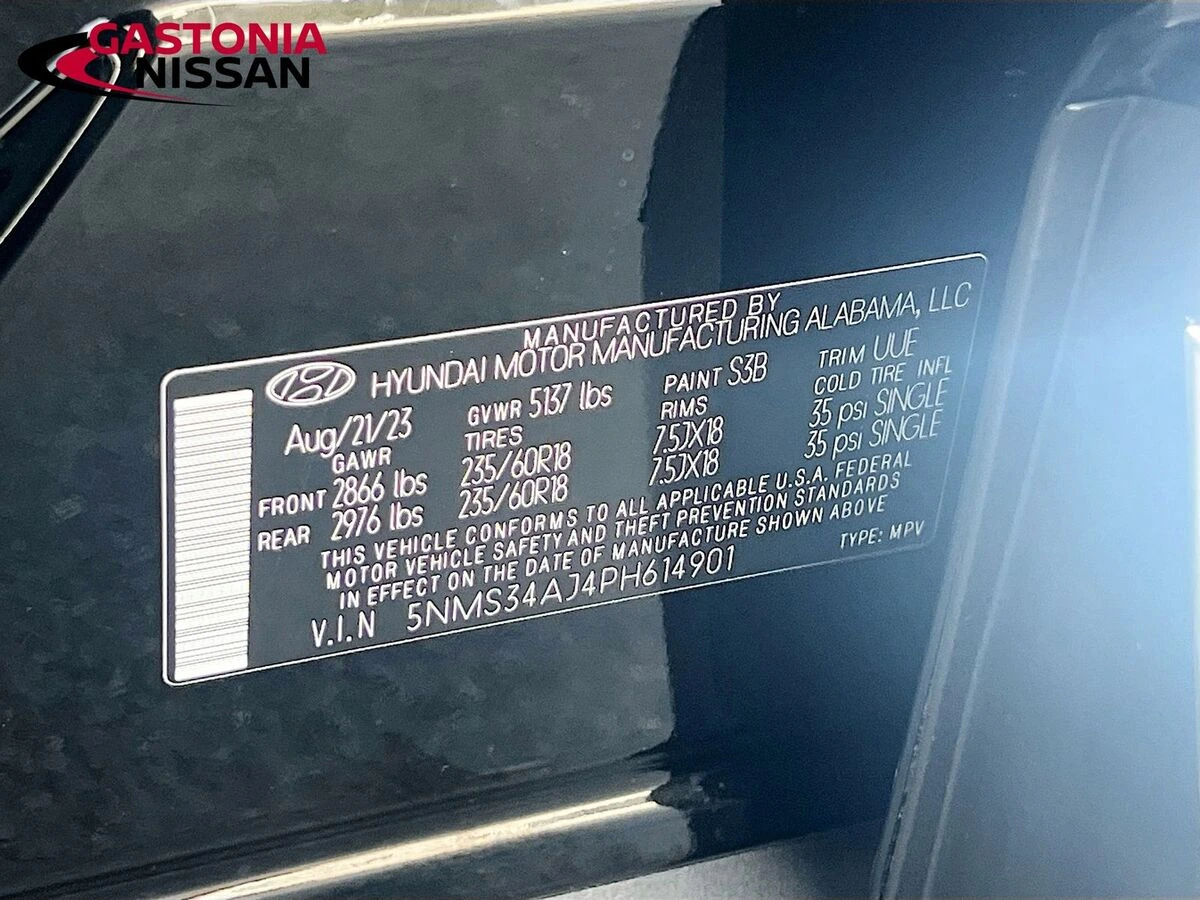 GASTONIA
NISSAN
MANUFACTURED BY
HYUNDAI MOTOR MANUFACTURING ALABAMA, LLC
Aug/21/23 GVWR 5137 lbs PAINT S3B TRIM UUE
GAWR TIRES RIMS COLD TIRE INFL
FRONT 2866 lbs 235/60R18 7.5JX18 35 psi SINGLE
REAR 2976 lbs 235/60R18 7.5JX18 35 psi SINGLE
THIS VEHICLE CONFORMS TO ALL APPLICABLE U.S.A. FEDERAL
MOTOR VEHICLE SAFETY AND THEFT PREVENTION STANDARDS
IN EFFECT ON THE DATE OF MANUFACTURE SHOWN ABOVE
V.I.N 5NMS34AJ4PH614901 TYPE: MPV